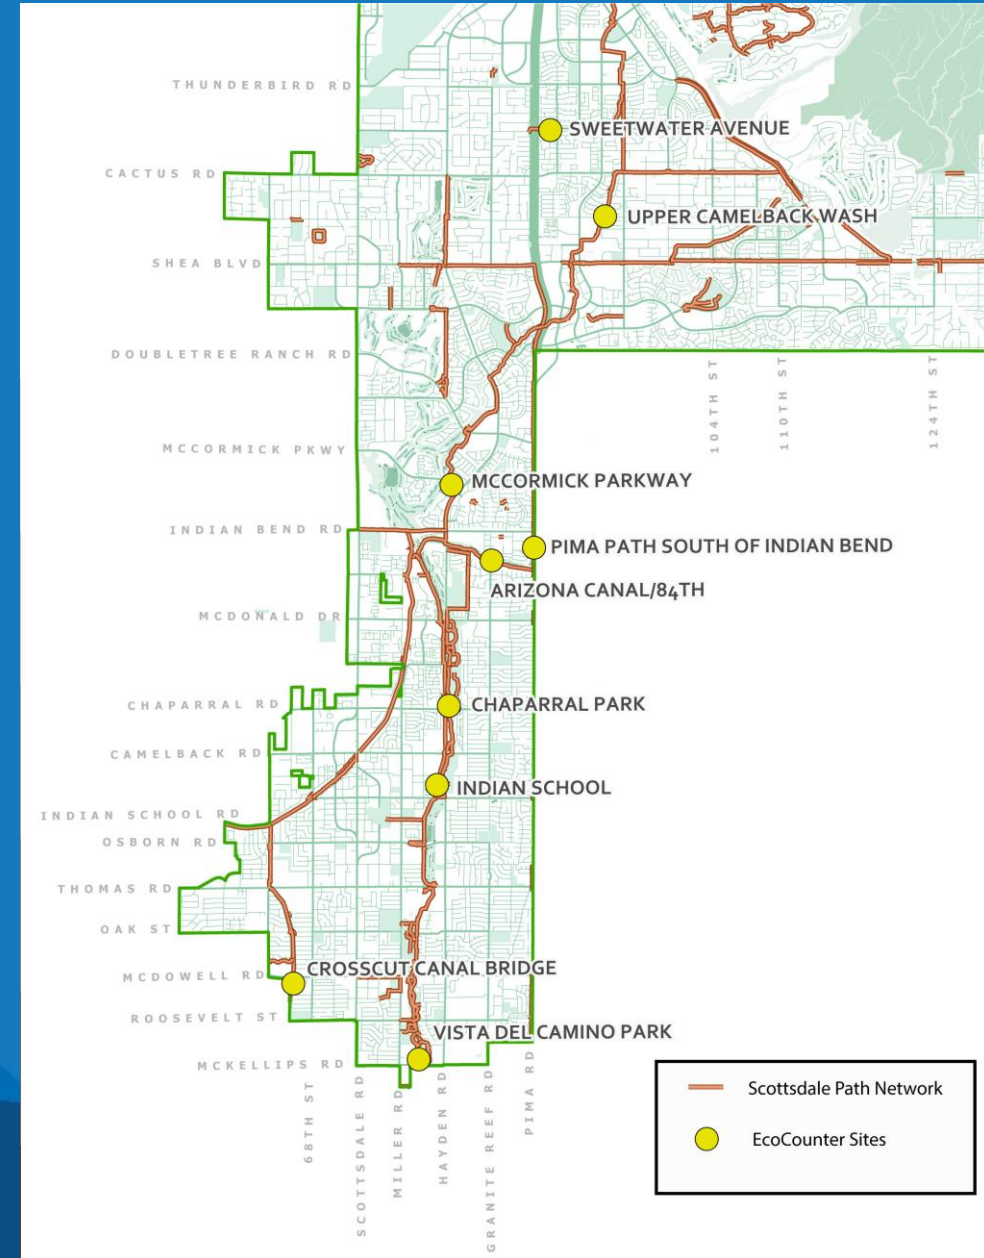 THUNDERBIRD RD
SWEETWATER AVENUE
CACTUS RD
UPPER CAMELBACK WASH
SHEA BLVD
DOUBLETREE RANCH RD
104TH ST
110TH ST
124TH ST
MCCORMICK PKWY
MCCORMICK PARKWAY
INDIAN BEND RD
PIMA PATH SOUTH OF INDIAN BEND
ARIZONA CANAL/84TH
MCDONALD DR
CHAPARRAL RD
CHAPARRAL PARK
CAMELBACK RD
INDIAN SCHOOL
INDIAN SCHOOL RD
OSBORN RD
THOMAS RD
OAK ST
MCDOWELL RD
CROSSCUT CANAL BRIDGE
ROOSEVELT ST
VISTA DEL CAMINO PARK
MCKELLIPS RD
68TH ST
SCOTTSDALE RD
MILLER RD
HAYDEN RD
GRANITE REEF RD
PIMA RD
Scottsdale Path Network
EcoCounter Sites